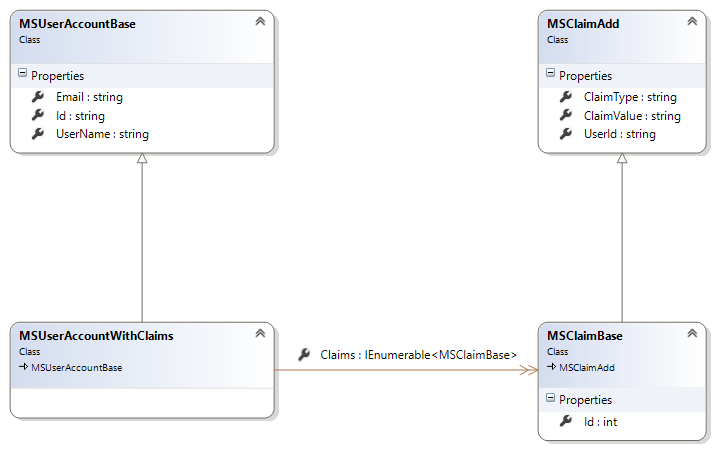 MSUserAccountBase
Class
Properties
Email : string
Id : string
UserName : string
MSClaimAdd
Class
Properties
ClaimType : string
ClaimValue : string
UserId : string
MSUserAccountWithClaims
Class
MSUserAccountBase
Claims : IEnumerable<MSClaimBase>
MSClaimBase
Class
MSClaimAdd
Properties
Id : int